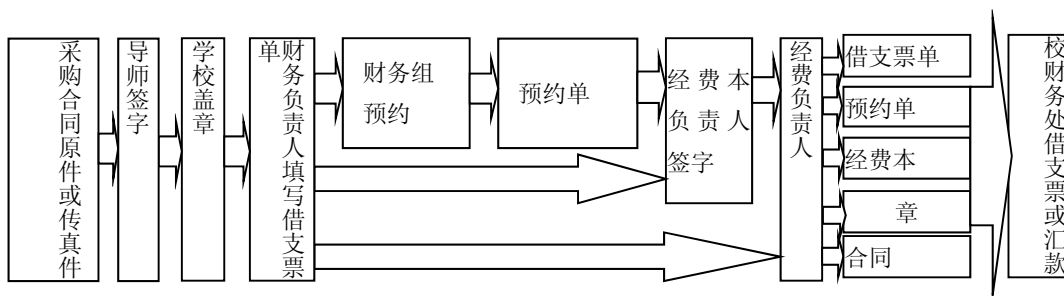 采购合同原件或传真件
导师签字
学校盖章
财务负责人填写借支票
单
财务组
预约
预约单
经费本
负责人
签字
经费负责人
借支票单
预约单
经费本
章
合同
校财务处借支票或汇款